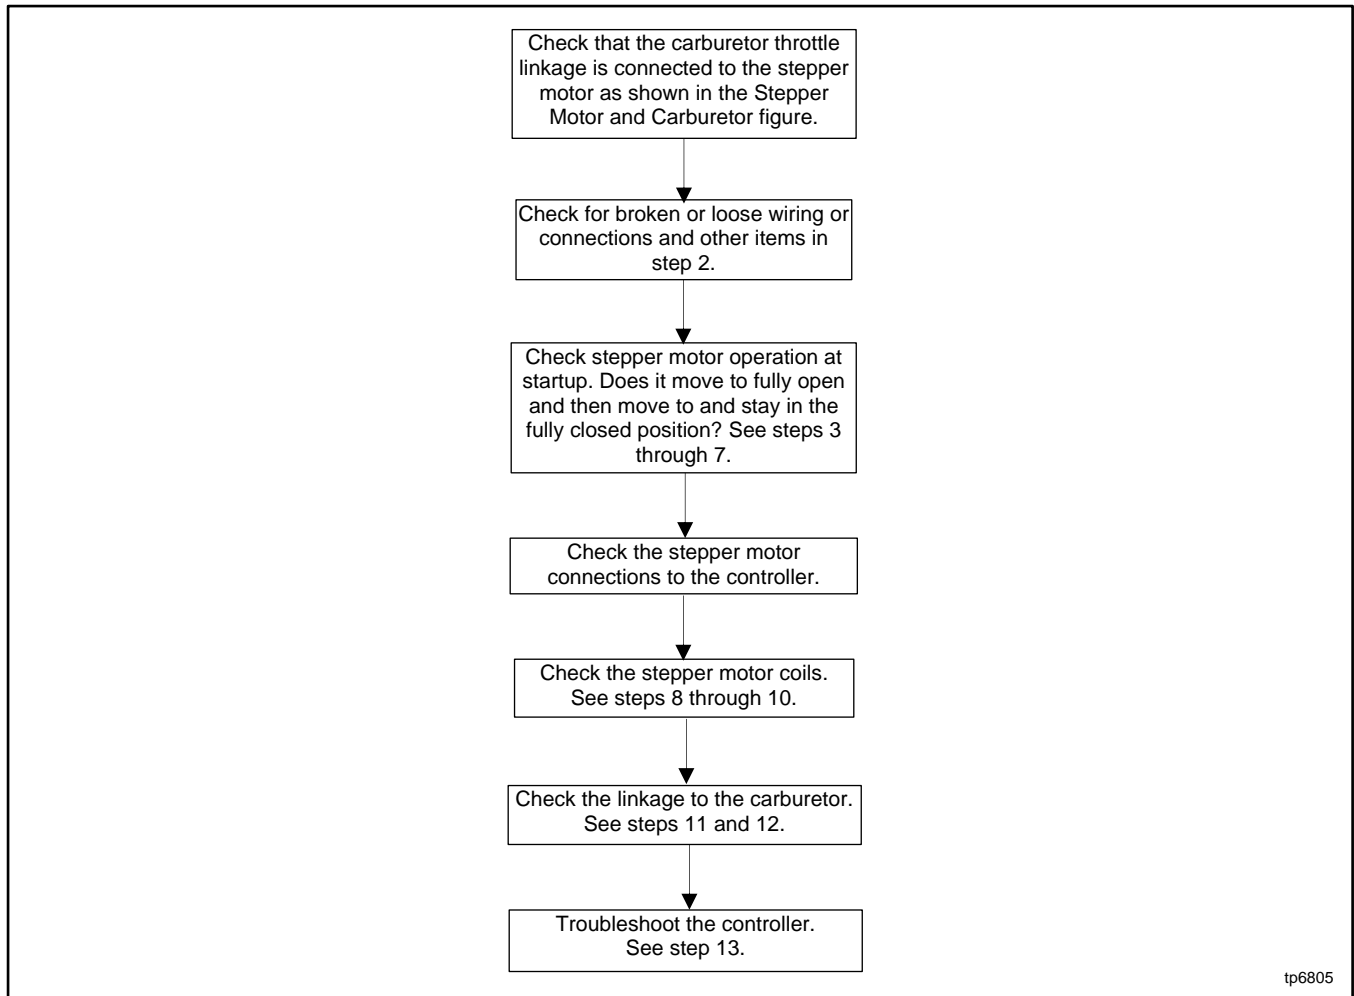 Check that the carburetor throttle
linkage is connected to the stepper
motor as shown in the Stepper
Motor and Carburetor figure.
Check for broken or loose wiring or
connections and other items in
step 2.
Check stepper motor operation at
startup. Does it move to fully open
and then move to and stay in the
fully closed position? See steps 3
through 7.
Check the stepper motor
connections to the controller.
Check the stepper motor coils.
See steps 8 through 10.
Check the linkage to the carburetor.
See steps 11 and 12.
Troubleshoot the controller.
See step 13.
tp6805